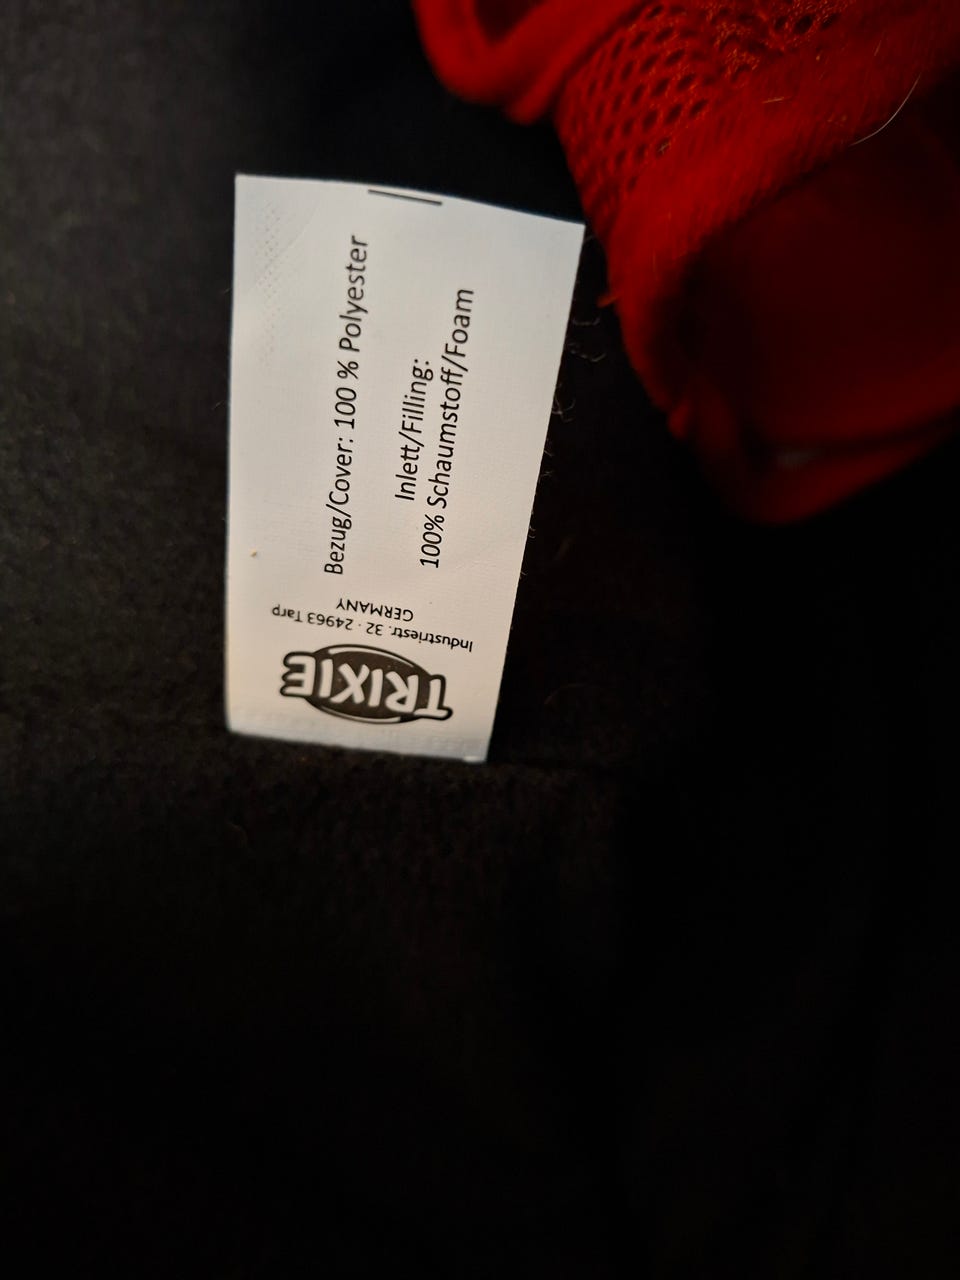 TRIXIE
Industriestr. 32 · 24963 Tarp
GERMANY
Bezug/Cover: 100 % Polyester
Inlett/Filling:
100% Schaumstoff/Foam